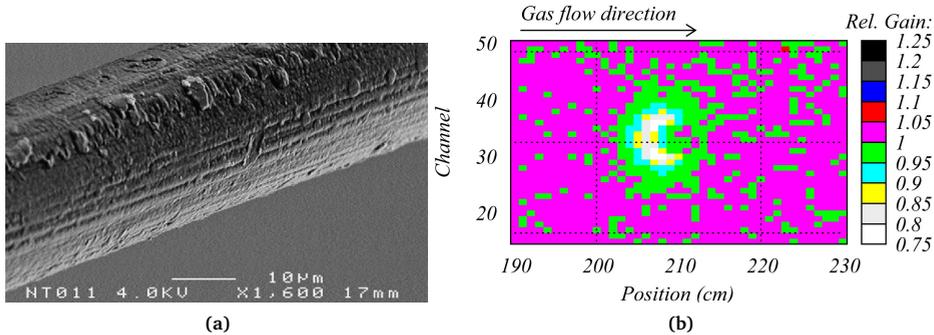 10μm
NT011 4.0KV X1,600 17mm
(a)
Gas flow direction
Rel. Gain:
Channel
50
40
30
20
190 200 210 220 230
Position (cm)
1.25
1.2
1.15
1.1
1.05
1
0.95
0.9
0.85
0.8
0.75
(b)